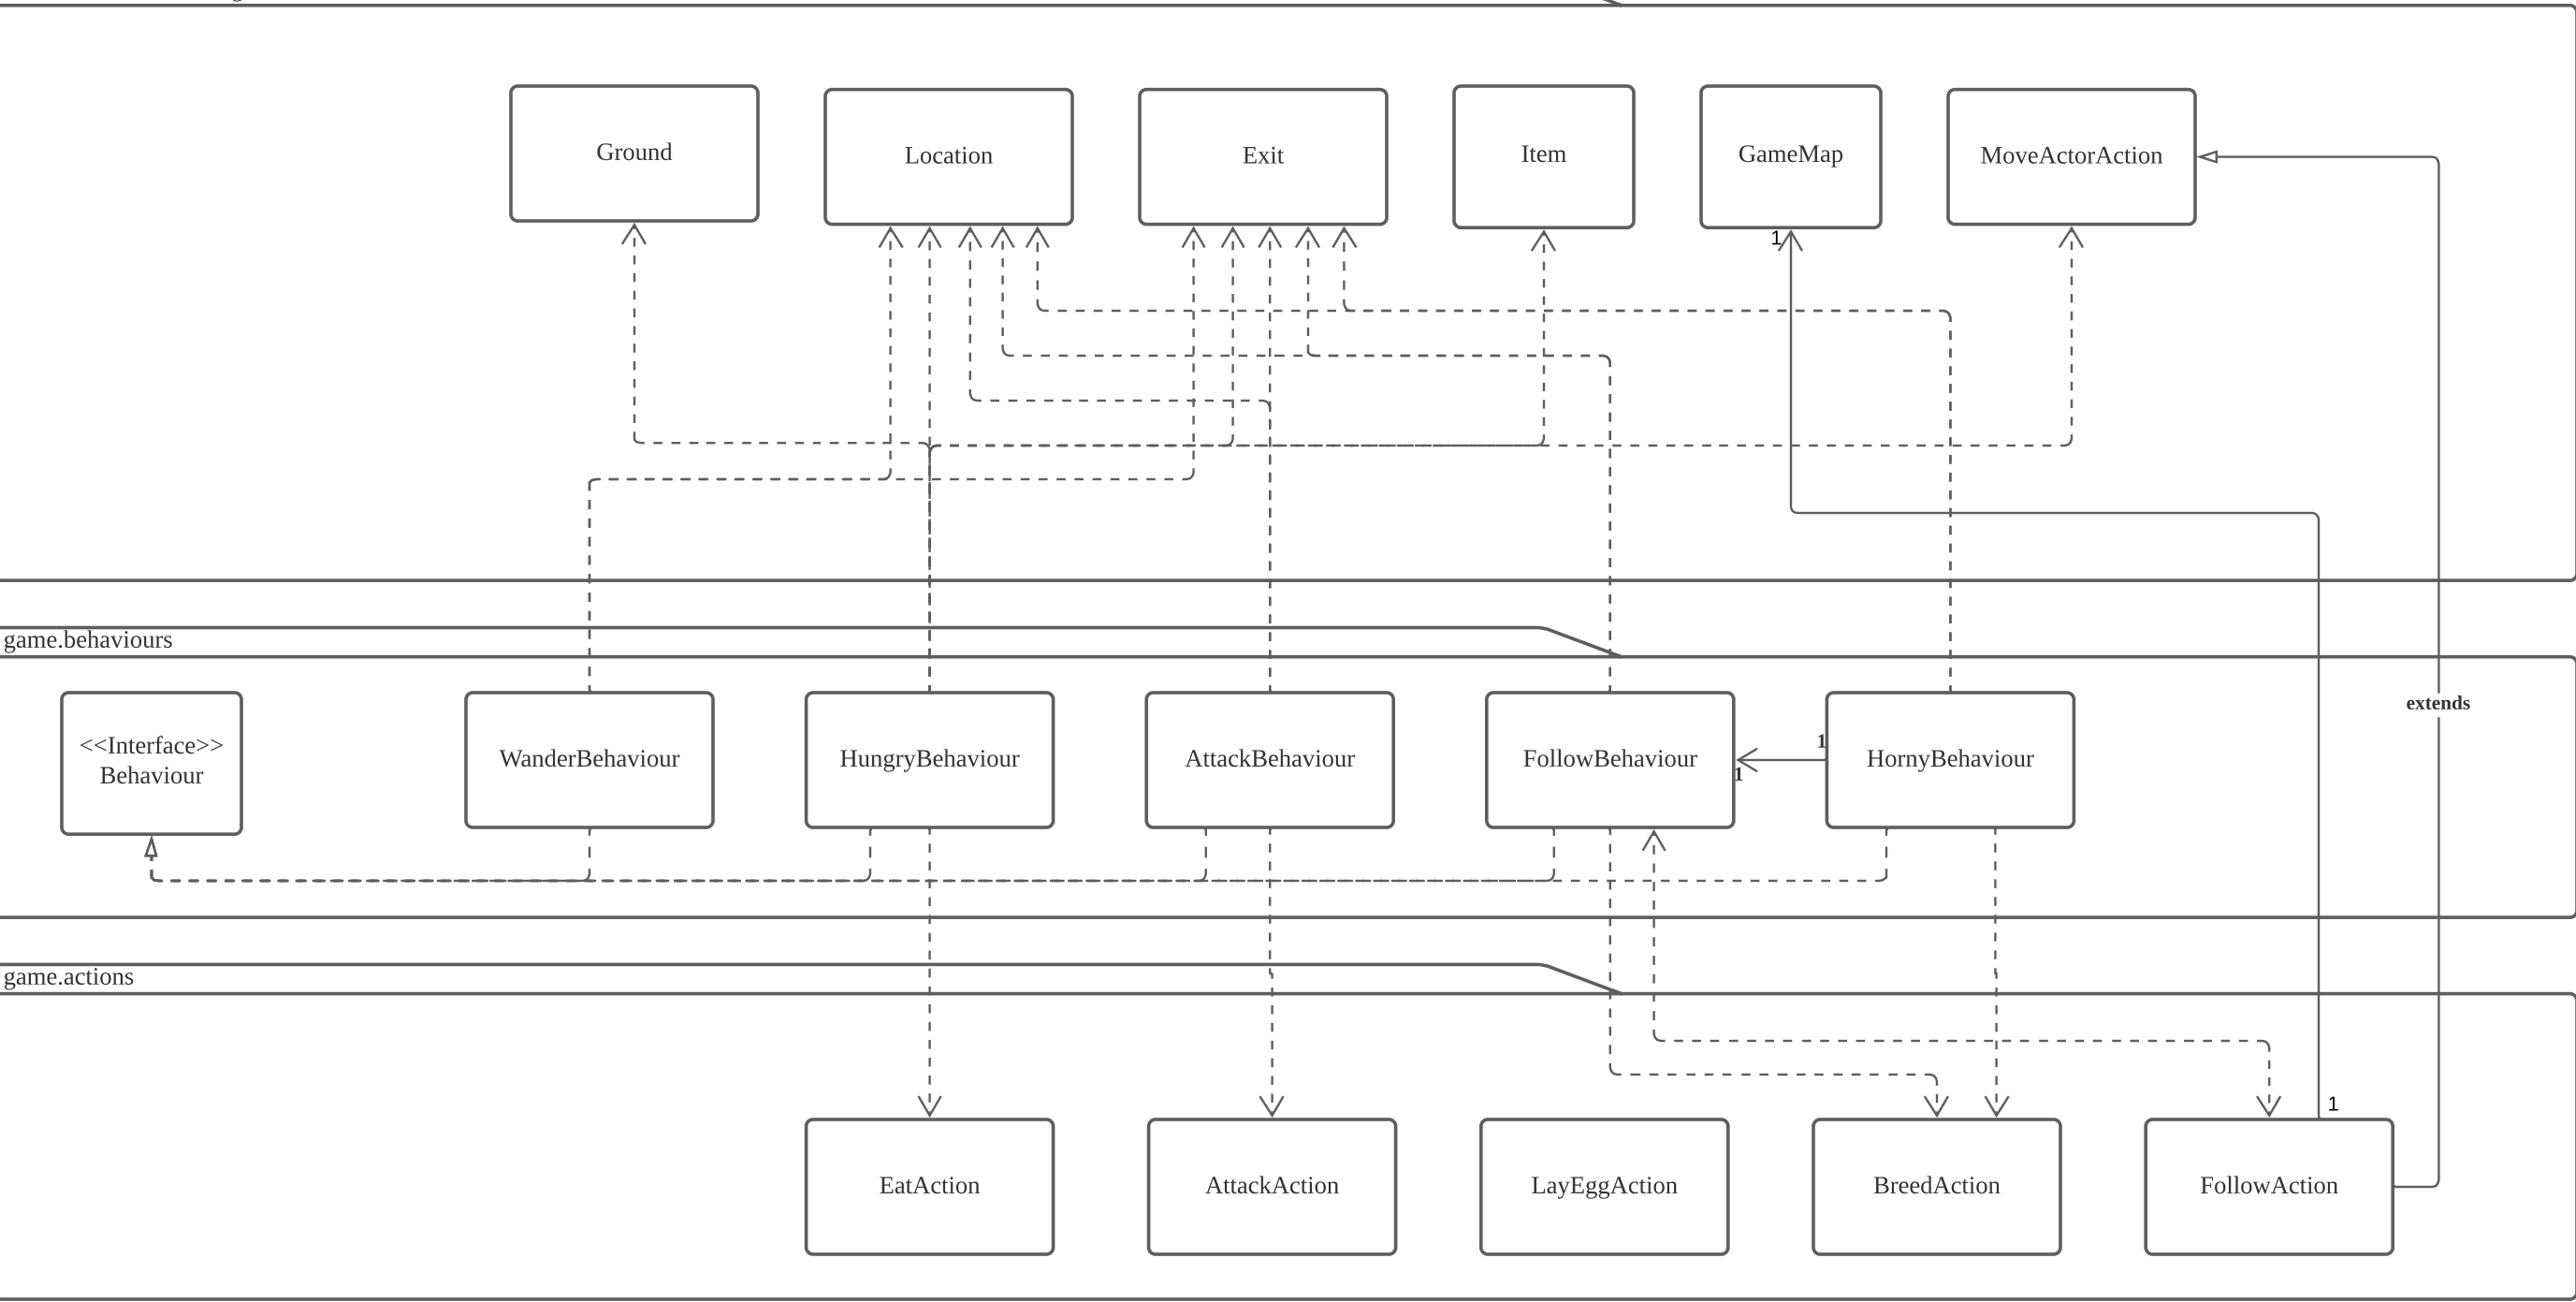 Ground
Location
Exit
Item
GameMap
MoveActorAction
1
game.behaviours
extends
<<Interface>>
Behaviour
WanderBehaviour
HungryBehaviour
AttackBehaviour
FollowBehaviour
HornyBehaviour
1
1
game.actions
1
EatAction
AttackAction
LayEggAction
BreedAction
FollowAction